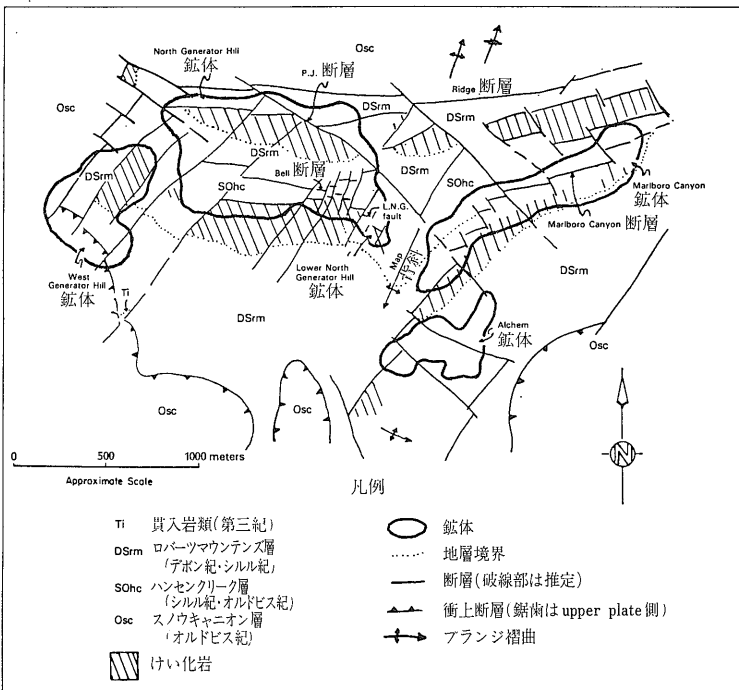 North Generator Hill
鉱体
Osc
P.J. 断層
Ridge 断層
DSrm
Osc
DSrm
DSrm
DSrm
Bell 断層
DSrm
SOhc
SOhc
L.N.G.
fault
Marlboro Canyon
鉱体
Marlboro Canyon 断層
Map 背斜
West
Generator Hill
鉱体
Ti
Lower North
Generator Hill
鉱体
DSrm
DSrm
Alchem
鉱体
Osc
Osc
Osc
N
0 500 1000 meters
Approximate Scale
凡例
Ti 貫入岩類(第三紀)
DSrm ロバーツマウンテンズ層
(デボン紀・シルル紀」
SOhc ハンセンクリーク層
(シルル紀・オルドビス紀)
Osc スノウキャニオン層
「オルドビス紀)
けい化岩
鉱体
地層境界
断層(破線部は推定)
衝上断層(鋸歯はupper plate側)
プランジ褶曲